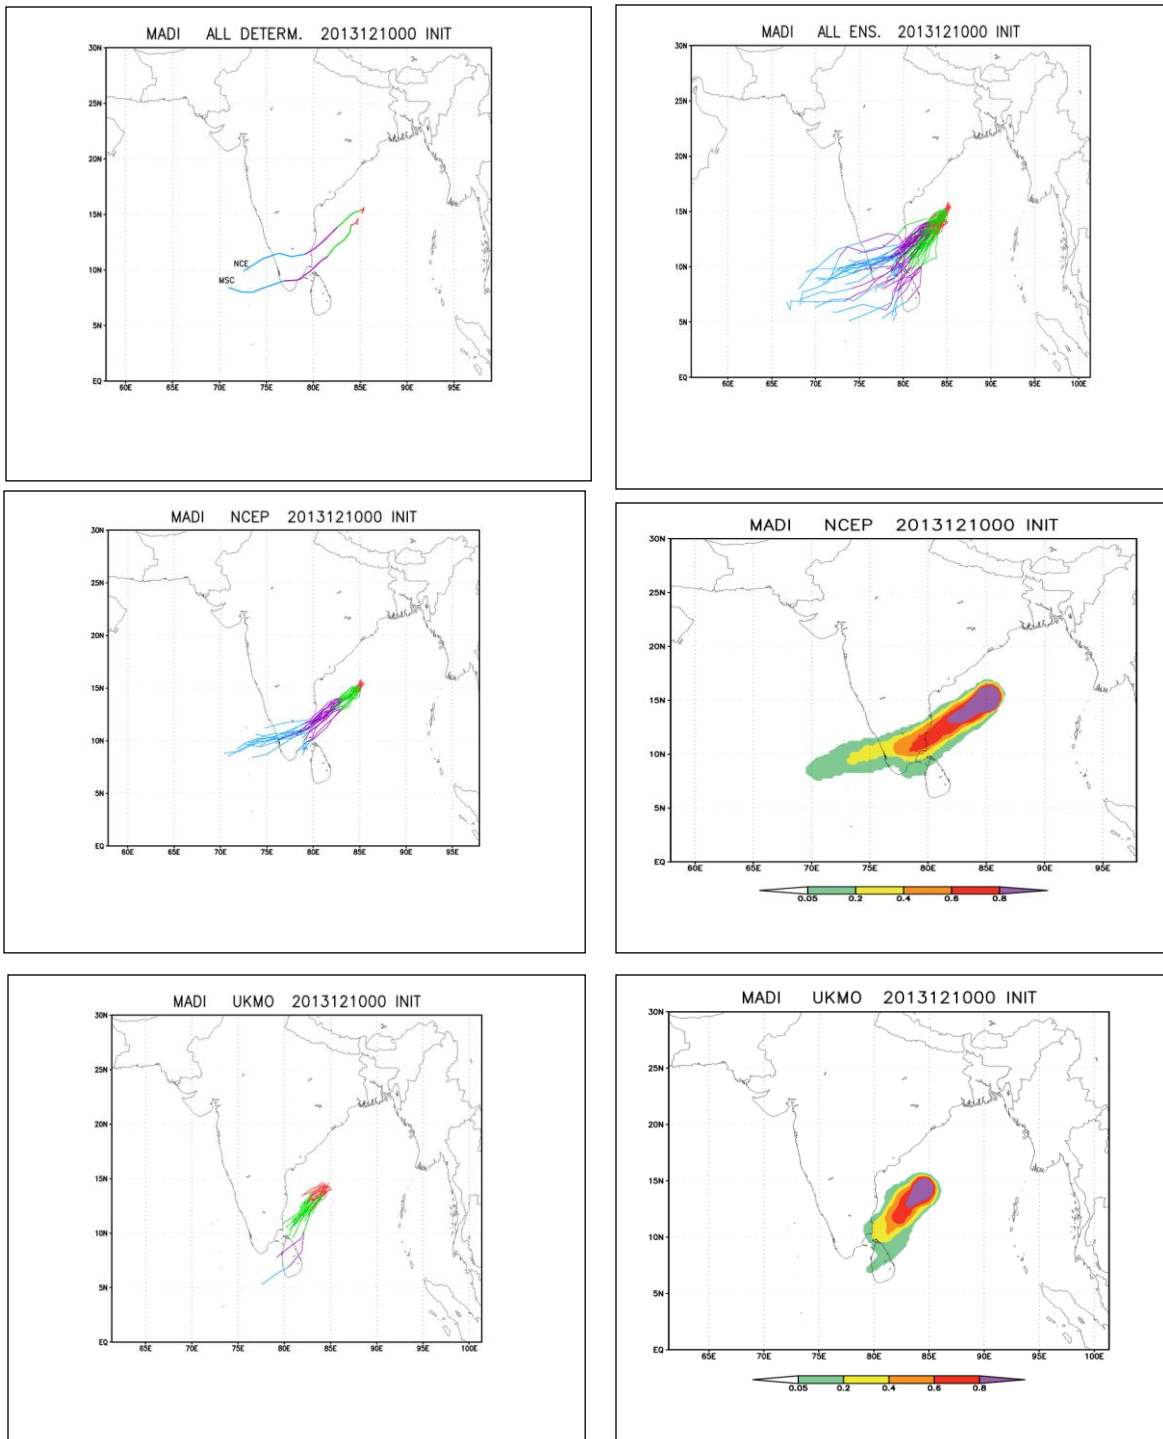 MADI ALL DETERM. 2013121000 INIT
30N
25N
20N
15N
10N
5N
EQ
NCE
MSC
60E 65E 70E 75E 80E 85E 90E 95E
MADI ALL ENS. 2013121000 INIT
30N
25N
20N
15N
10N
5N
EQ
60E 65E 70E 75E 80E 85E 90E 95E 100E
MADI NCEP 2013121000 INIT
30N
25N
20N
15N
10N
5N
EQ
60E 65E 70E 75E 80E 85E 90E 95E
MADI NCEP 2013121000 INIT
30N
25N
20N
15N
10N
5N
EQ
60E 65E 70E 75E 80E 85E 90E 95E
0.05 0.2 0.4 0.6 0.8
MADI UKMO 2013121000 INIT
30N
25N
20N
15N
10N
5N
EQ
65E 70E 75E 80E 85E 90E 95E 100E
MADI UKMO 2013121000 INIT
30N
25N
20N
15N
10N
5N
EQ
65E 70E 75E 80E 85E 90E 95E 100E
0.05 0.2 0.4 0.6 0.8